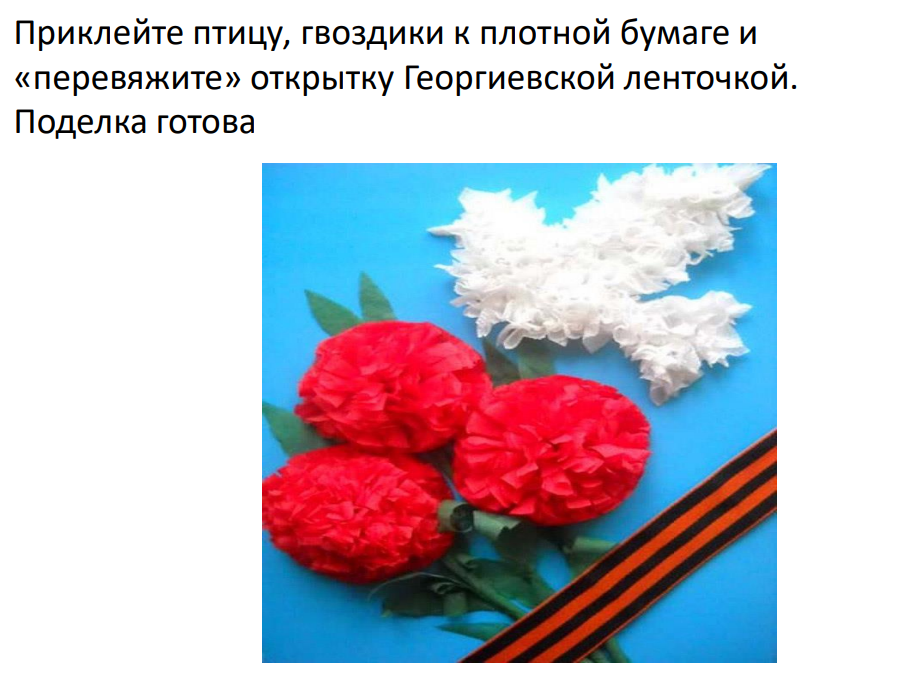 Приклейте птицу, гвоздики к плотной бумаге и
«перевяжите» открытку Георгиевской ленточкой.
Поделка готова